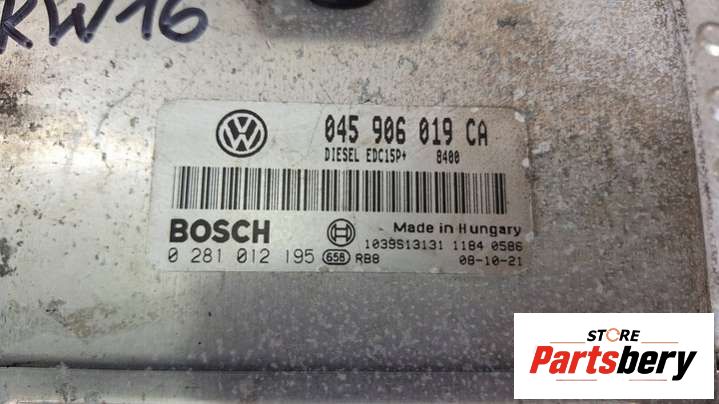 KW16
045 906 019 CA
DIESEL EDC15P+ 8400
BOSCH
Made in Hungary
1039S13131 1184 0586
0 281 012 195 658 RB8 08-10-21
STORE
Partsbery